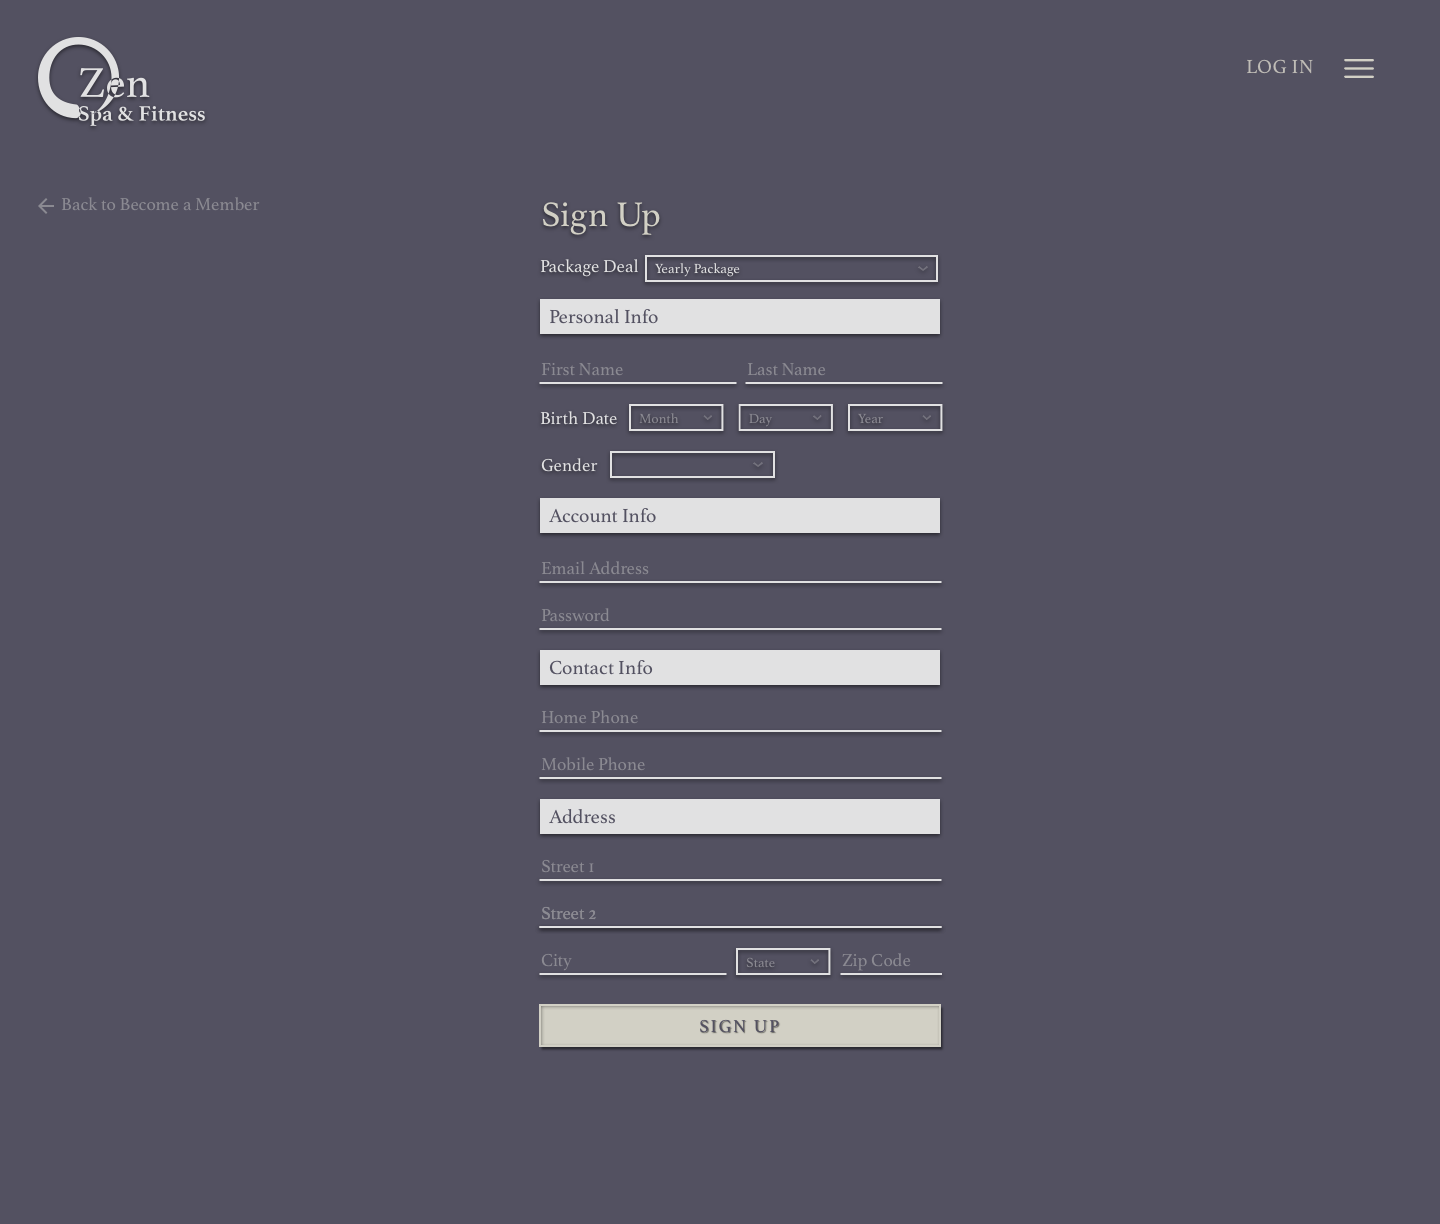 Zen
Spa & Fitness
LOG IN
Back to Become a Member
Sign Up
Package Deal Yearly Package
Personal Info
First Name Last Name
Birth Date Month Day Year
Gender
Account Info
Email Address
Password
Contact Info
Home Phone
Mobile Phone
Address
Street 1
Street 2
City State Zip Code
SIGN UP